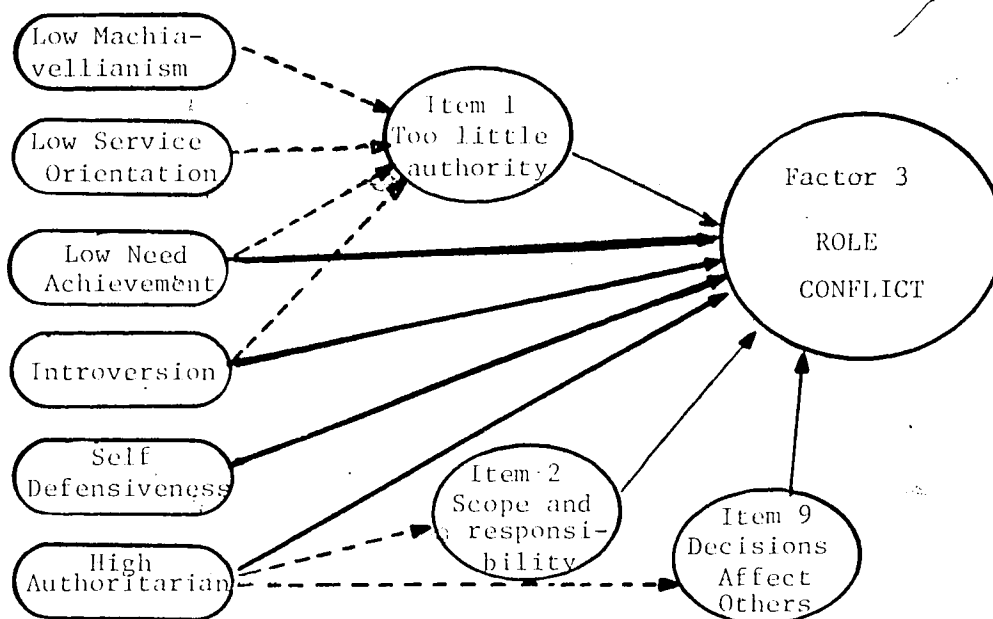 Low Machia-
vellianism
Low Service
Orientation
Low Need
Achievement
Introversion
Self
Defensiveness
High
Authoritarian
Item 1
Too little
authority
Item 2
Scope and
responsi-
bility
Item 9
Decisions
Affect
Others
Factor 3
ROLE
CONFLICT